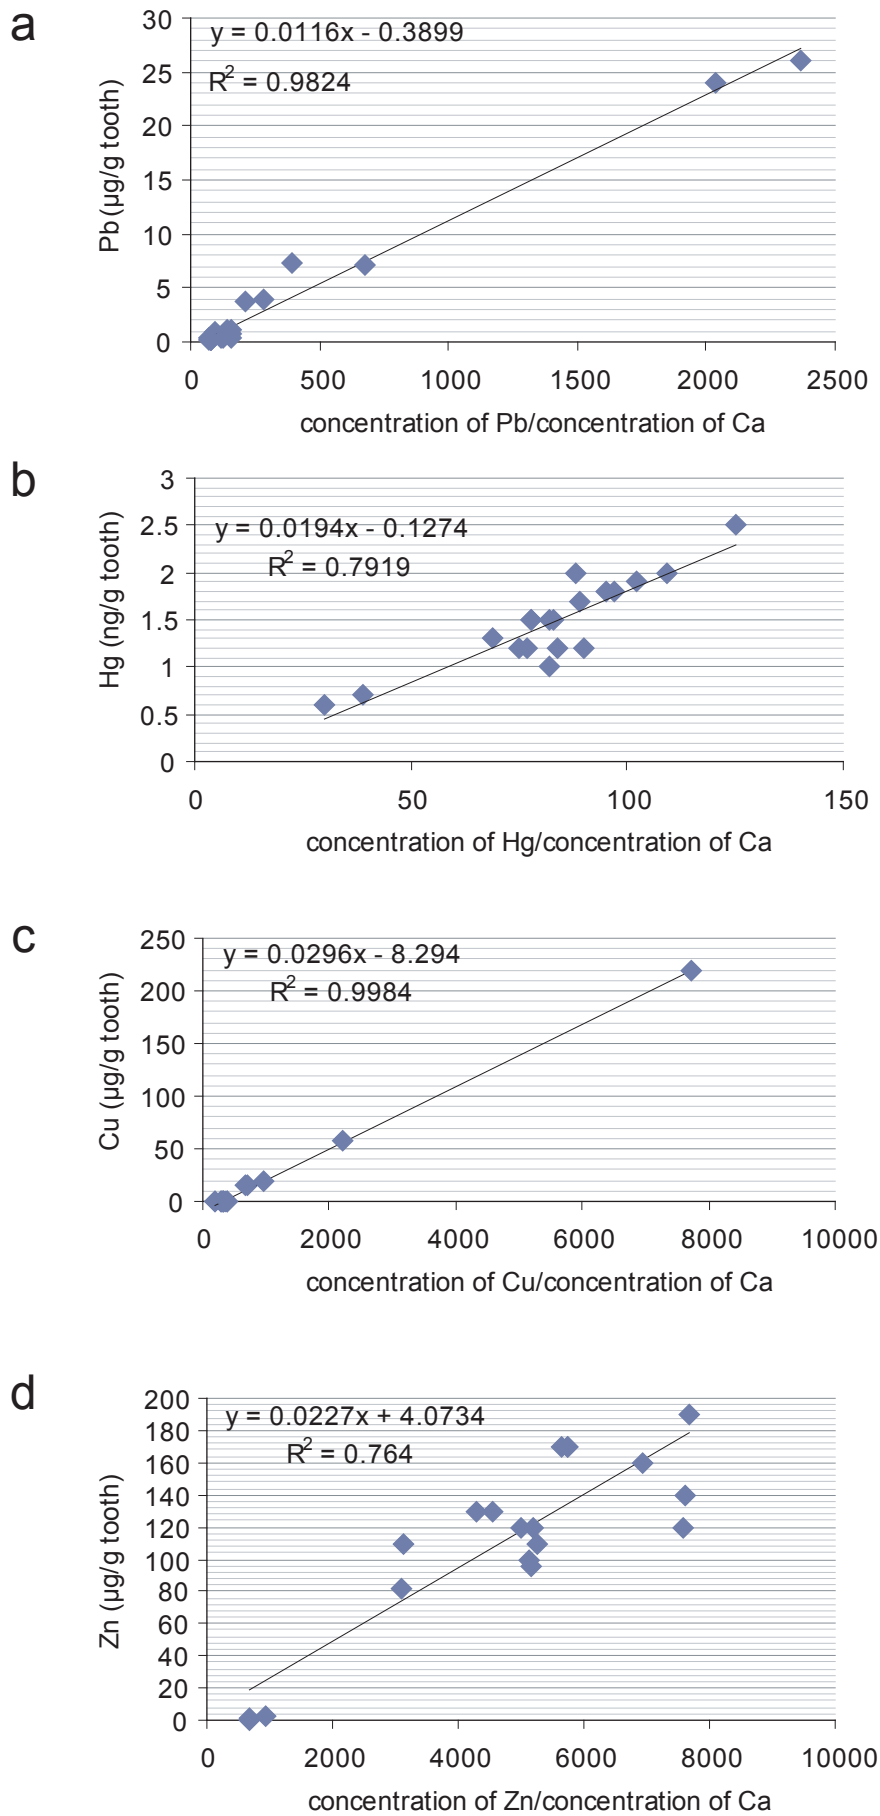 a
y = 0.0116x - 0.3899
R² = 0.9824
Pb (µg/g tooth)
30
25
20
15
10
5
0
0 500 1000 1500 2000 2500
concentration of Pb/concentration of Ca
b
y = 0.0194x - 0.1274
R² = 0.7919
Hg (ng/g tooth)
3
2.5
2
1.5
1
0.5
0
0 50 100 150
concentration of Hg/concentration of Ca
c
y = 0.0296x - 8.294
R² = 0.9984
Cu (µg/g tooth)
250
200
150
100
50
0
0 2000 4000 6000 8000 10000
concentration of Cu/concentration of Ca
d
y = 0.0227x + 4.0734
R² = 0.764
Zn (µg/g tooth)
200
180
160
140
120
100
80
60
40
20
0
0 2000 4000 6000 8000 10000
concentration of Zn/concentration of Ca